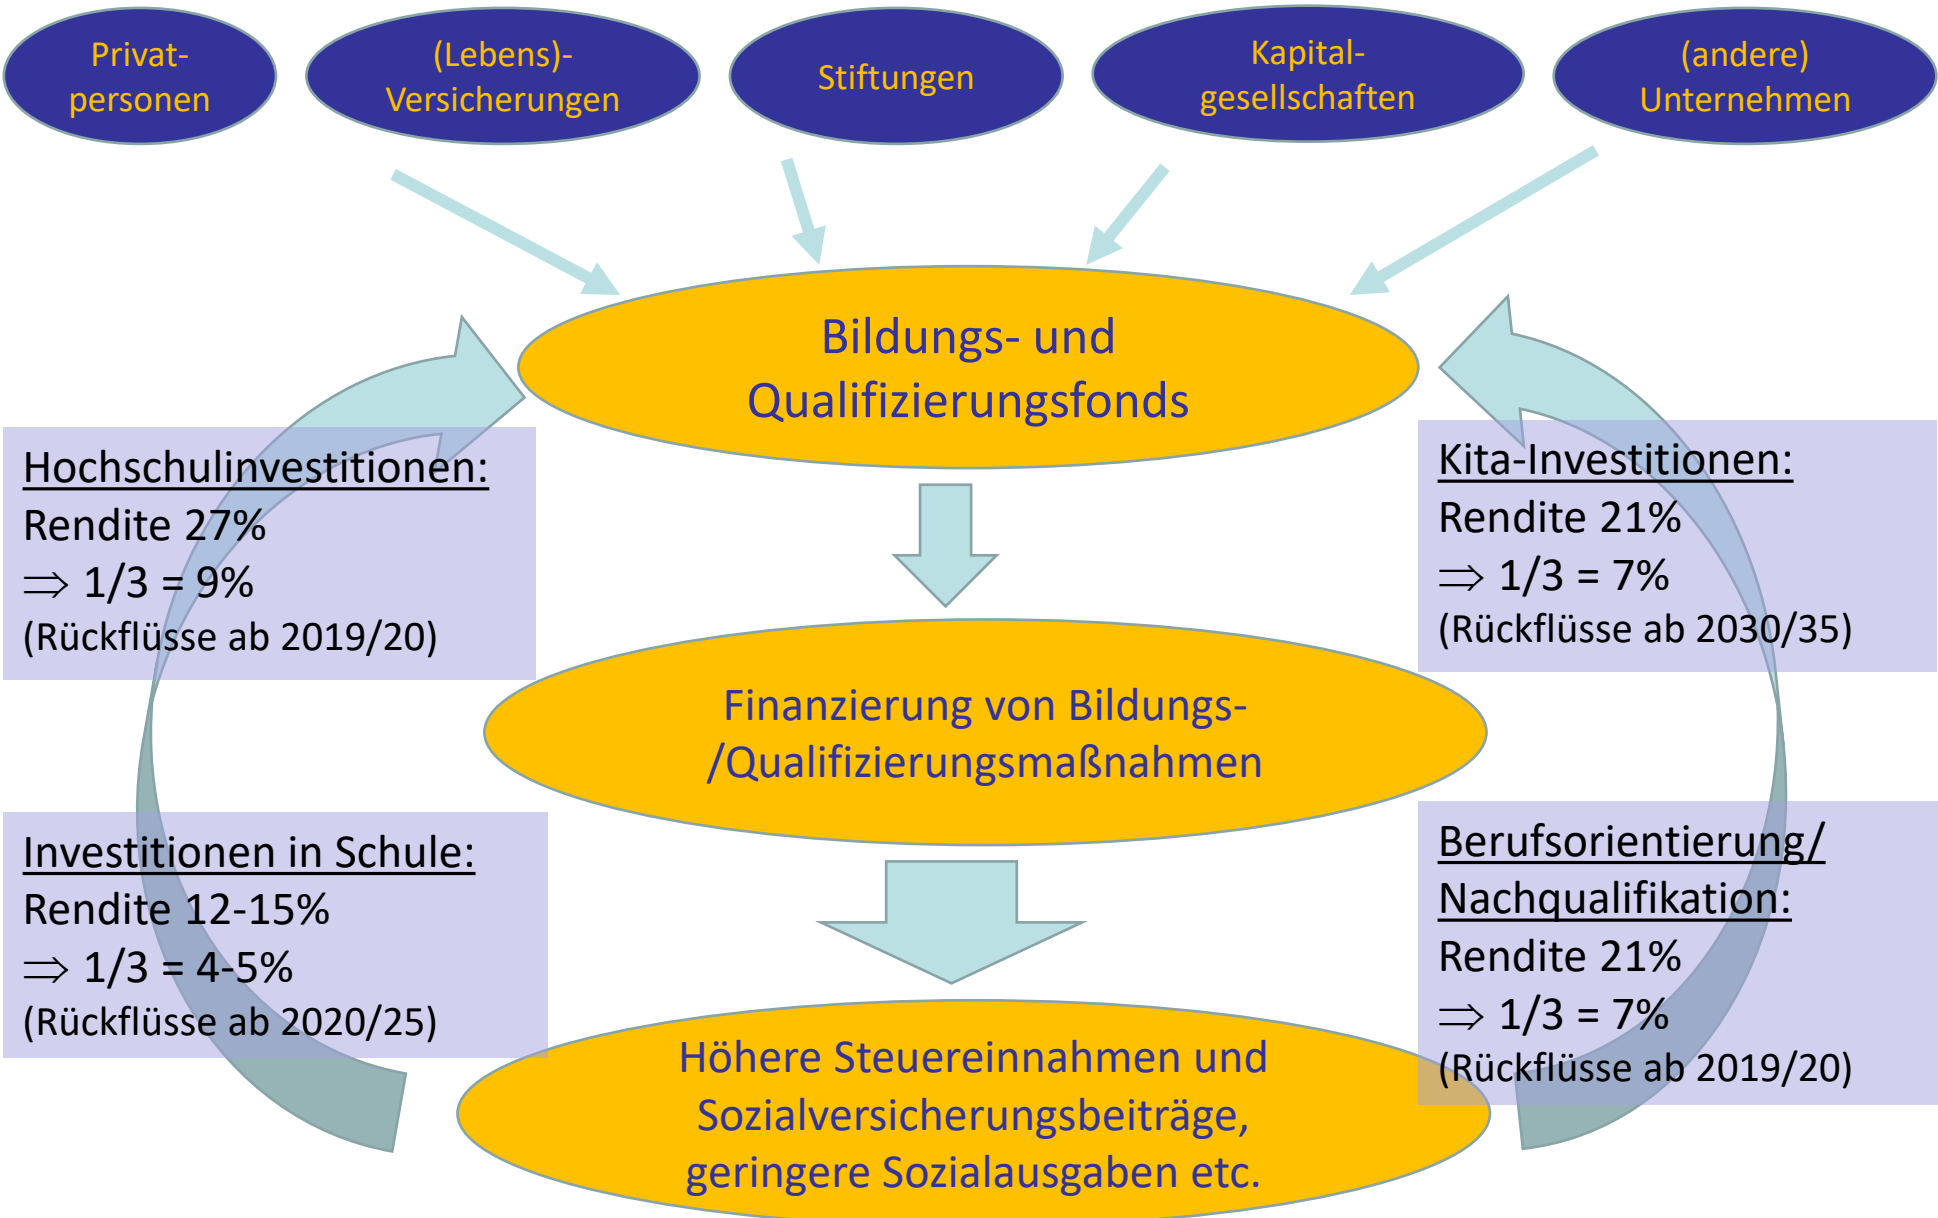 Privat-
personen
(Lebens)-
Versicherungen
Stiftungen
Kapital-
gesellschaften
(andere)
Unternehmen
Bildungs- und
Qualifizierungsfonds
Hochschulinvestitionen:
Rendite 27%
⇒ 1/3 = 9%
(Rückflüsse ab 2019/20)
Kita-Investitionen:
Rendite 21%
⇒ 1/3 = 7%
(Rückflüsse ab 2030/35)
Finanzierung von Bildungs-
/Qualifizierungsmaßnahmen
Investitionen in Schule:
Rendite 12-15%
⇒ 1/3 = 4-5%
(Rückflüsse ab 2020/25)
Berufsorientierung/
Nachqualifikation:
Rendite 21%
⇒ 1/3 = 7%
(Rückflüsse ab 2019/20)
Höhere Steuereinnahmen und
Sozialversicherungsbeiträge,
geringere Sozialausgaben etc.